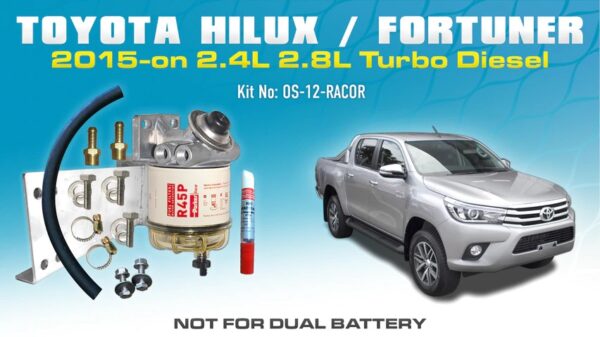 TOYOTA HILUX / FORTUNER
2015-on 2.4L 2.8L Turbo Diesel
Kit No: OS-12-RACOR
R45P
NOT FOR DUAL BATTERY